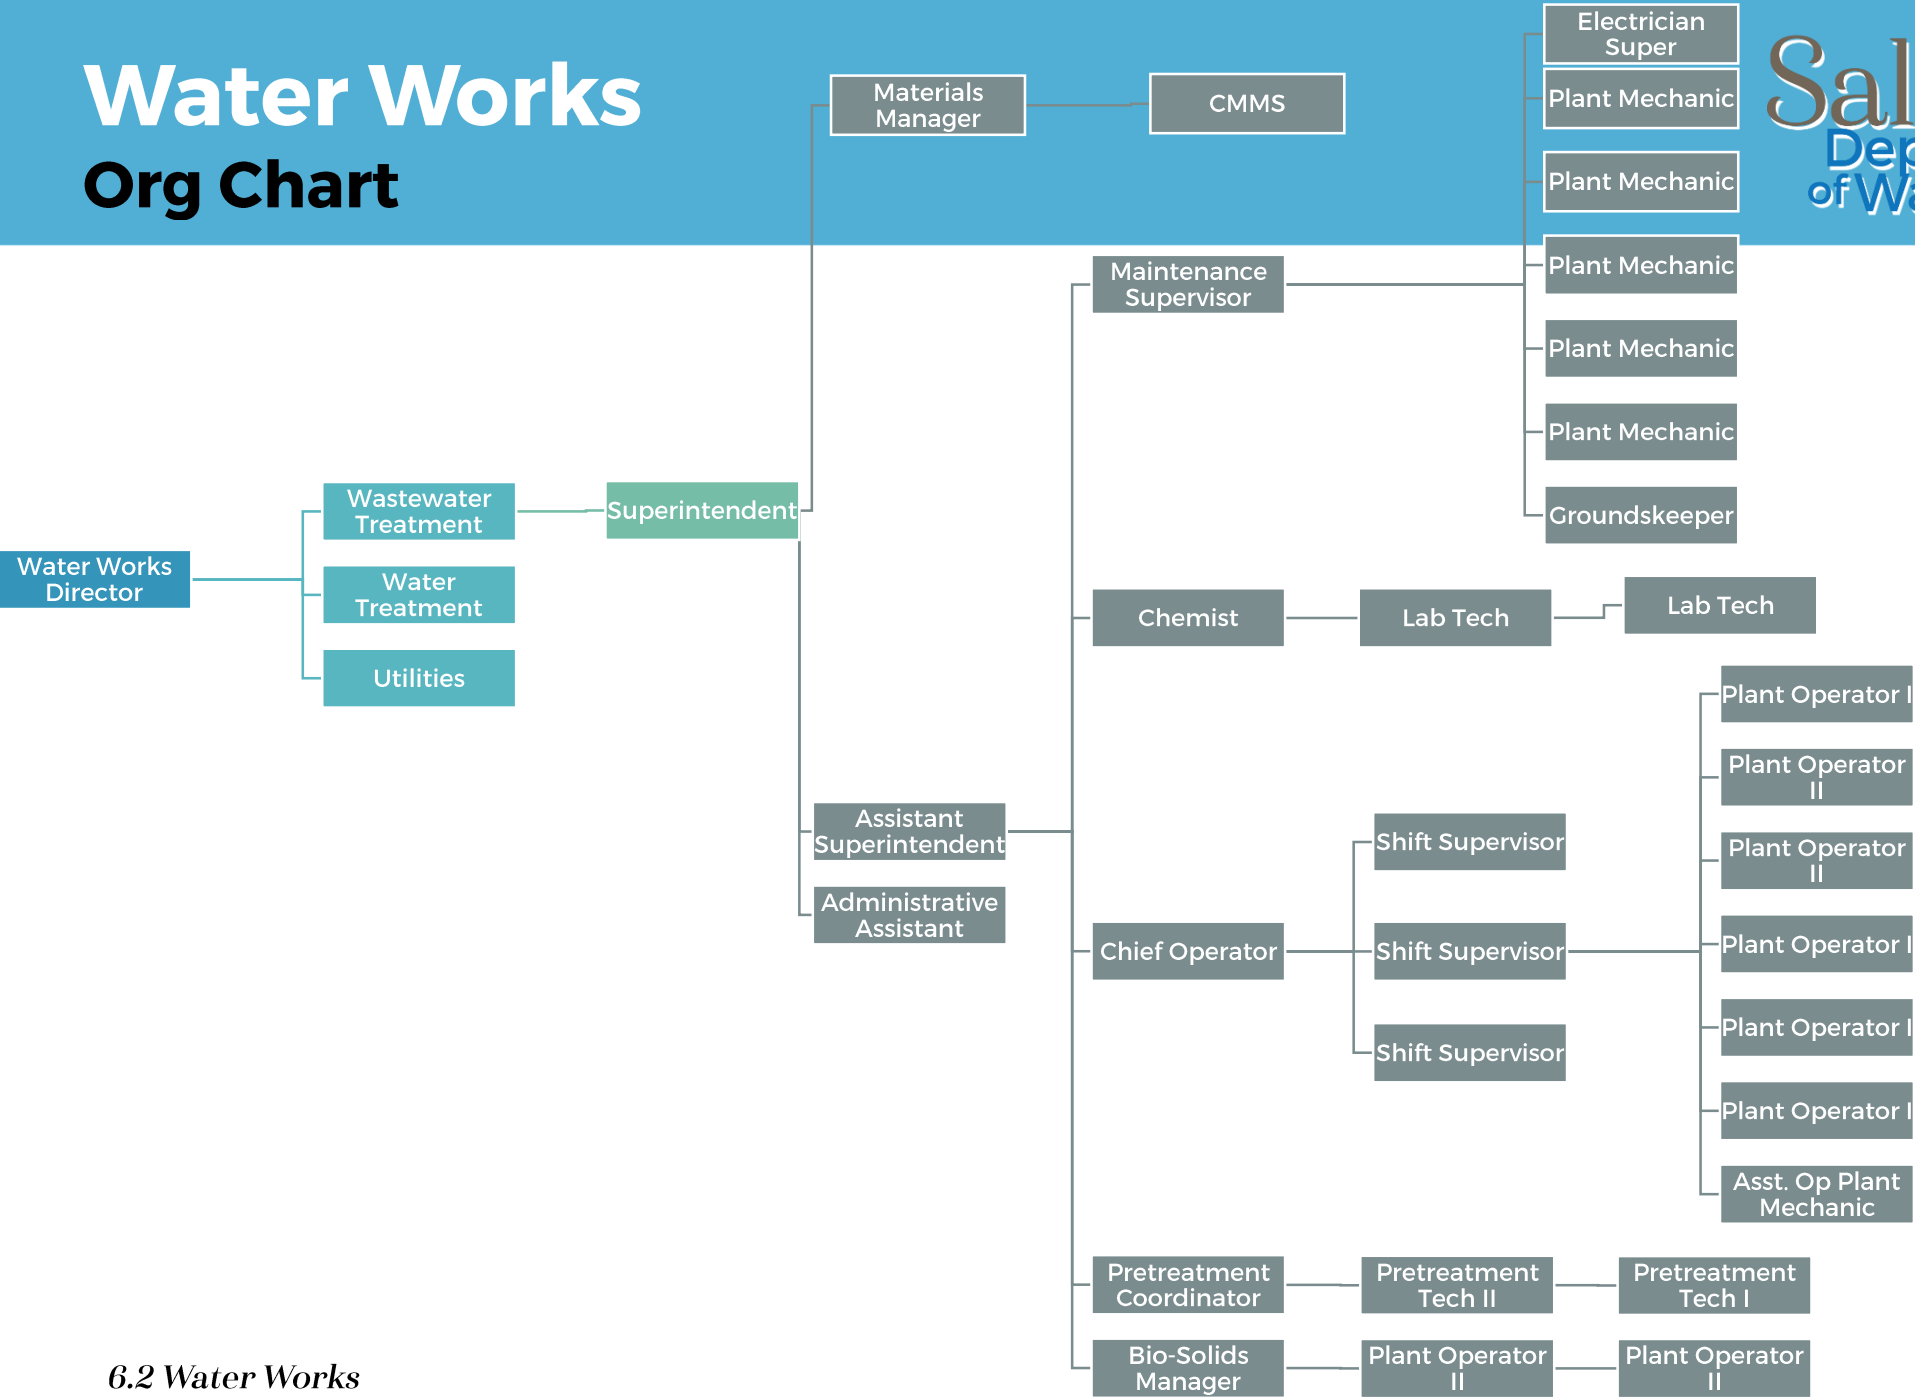 Water Works
Org Chart
Sal
Dep
of Wa
Electrician
Super
Plant Mechanic
Plant Mechanic
Plant Mechanic
Plant Mechanic
Plant Mechanic
Groundskeeper
Materials
Manager
CMMS
Maintenance
Supervisor
Wastewater
Treatment
Superintendent
Water Works
Director
Water
Treatment
Utilities
Chemist
Lab Tech
Lab Tech
Assistant
Superintendent
Administrative
Assistant
Chief Operator
Shift Supervisor
Shift Supervisor
Shift Supervisor
Plant Operator I
Plant Operator
II
Plant Operator
II
Plant Operator I
Plant Operator I
Plant Operator I
Asst. Op Plant
Mechanic
Pretreatment
Coordinator
Pretreatment
Tech II
Pretreatment
Tech I
Bio-Solids
Manager
Plant Operator
II
Plant Operator
II
6.2 Water Works